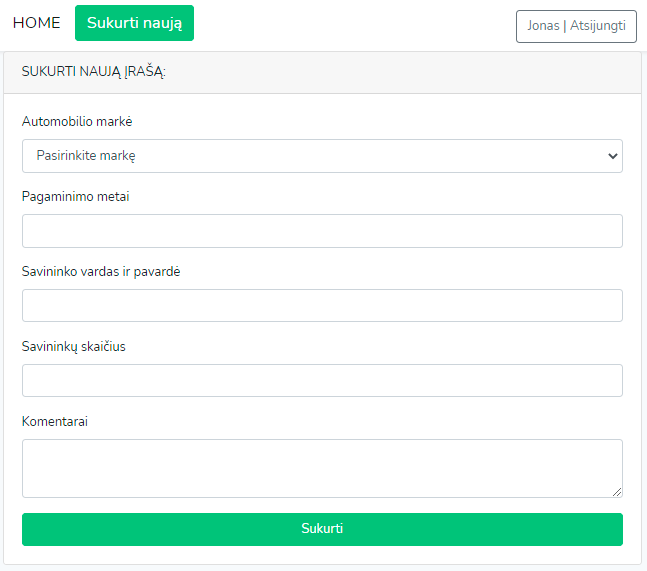 HOME Sukurti naują Jonas | Atsijungti
SUKURTI NAUJĄ ĮRAŠĄ:
Automobilio markė
Pasirinkite markę
Pagaminimo metai
Savininko vardas ir pavardė
Savininkų skaičius
Komentarai
Sukurti